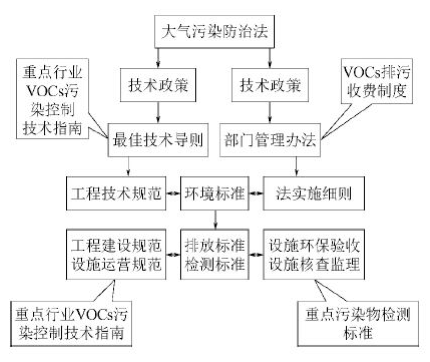 大气污染防治法
重点行业
VOCs污
染控制
技术指南
技术政策
技术政策
VOCs排污
收费制度
最佳技术导则
部门管理办法
工程技术规范
环境标准
法实施细则
工程建设规范
设施运营规范
排放标准
检测标准
设施环保验收
设施核查监理
重点行业VOCs污
染控制技术指南
重点污染物检测
标准